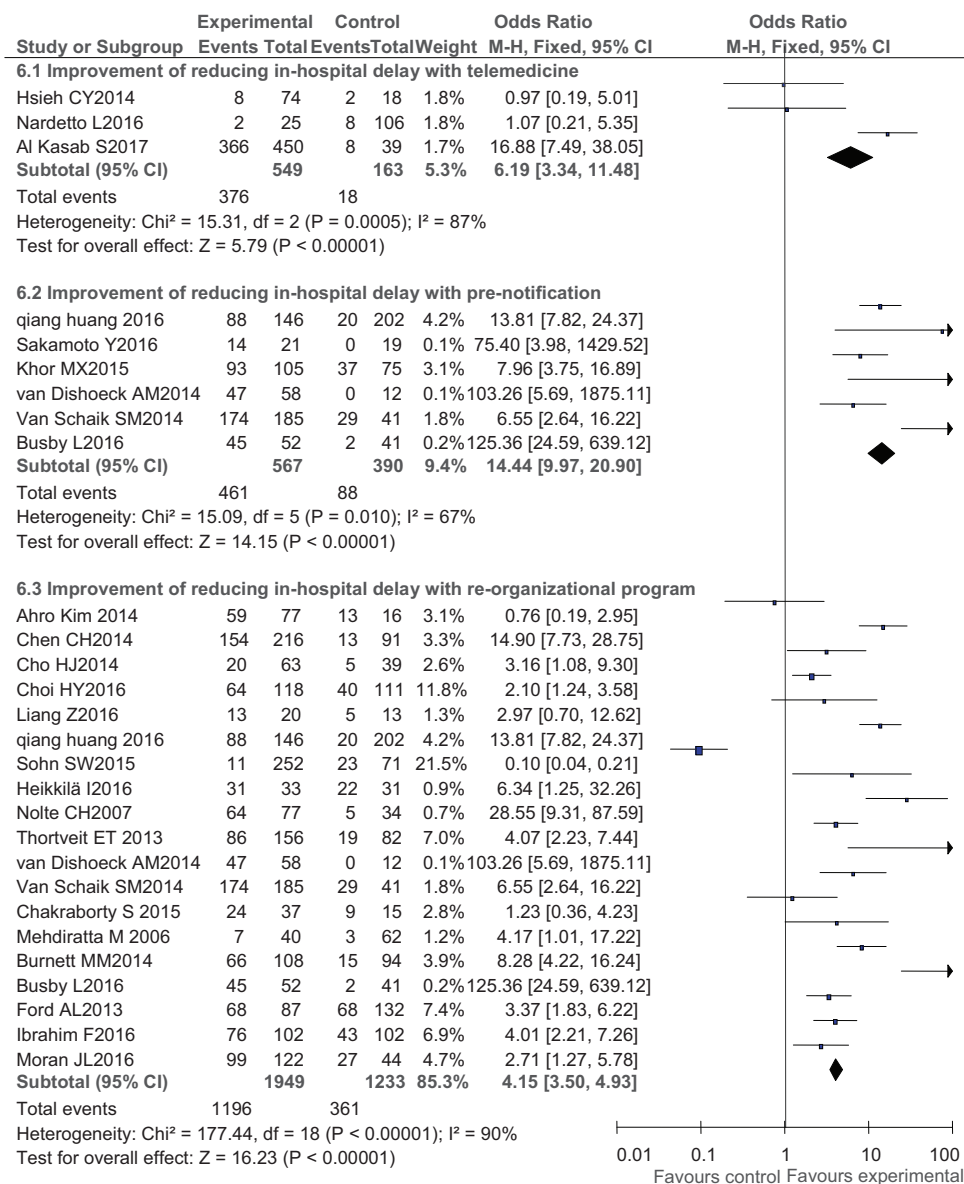 Experimental Control Odds Ratio Odds Ratio
Study or Subgroup Events Total Events Total Weight M-H, Fixed, 95% CI M-H, Fixed, 95% CI
6.1 Improvement of reducing in-hospital delay with telemedicine
Hsieh CY2014 8 74 2 18 1.8% 0.97 [0.19, 5.01]
Nardetto L2016 2 25 8 106 1.8% 1.07 [0.21, 5.35]
Al Kasab S2017 366 450 8 39 1.7% 16.88 [7.49, 38.05]
Subtotal (95% CI) 549 163 5.3% 6.19 [3.34, 11.48]
Total events 376 18
Heterogeneity: Chi² = 15.31, df = 2 (P = 0.0005); I² = 87%
Test for overall effect: Z = 5.79 (P < 0.00001)
6.2 Improvement of reducing in-hospital delay with pre-notification
qiang huang 2016 88 146 20 202 4.2% 13.81 [7.82, 24.37]
Sakamoto Y2016 14 21 0 19 0.1% 75.40 [3.98, 1429.52]
Khor MX2015 93 105 37 75 3.1% 7.96 [3.75, 16.89]
van Dishoeck AM2014 47 58 0 12 0.1% 103.26 [5.69, 1875.11]
Van Schaik SM2014 174 185 29 41 1.8% 6.55 [2.64, 16.22]
Busby L2016 45 52 2 41 0.2% 125.36 [24.59, 639.12]
Subtotal (95% CI) 567 390 9.4% 14.44 [9.97, 20.90]
Total events 461 88
Heterogeneity: Chi² = 15.09, df = 5 (P = 0.010); I² = 67%
Test for overall effect: Z = 14.15 (P < 0.00001)
6.3 Improvement of reducing in-hospital delay with re-organizational program
Ahro Kim 2014 59 77 13 16 3.1% 0.76 [0.19, 2.95]
Chen CH2014 154 216 13 91 3.3% 14.90 [7.73, 28.75]
Cho HJ2014 20 63 5 39 2.6% 3.16 [1.08, 9.30]
Choi HY2016 64 118 40 111 11.8% 2.10 [1.24, 3.58]
Liang Z2016 13 20 5 13 1.3% 2.97 [0.70, 12.62]
qiang huang 2016 88 146 20 202 4.2% 13.81 [7.82, 24.37]
Sohn SW2015 11 252 23 71 21.5% 0.10 [0.04, 0.21]
Heikkilä I2016 31 33 22 31 0.9% 6.34 [1.25, 32.26]
Nolte CH2007 64 77 5 34 0.7% 28.55 [9.31, 87.59]
Thortveit ET 2013 86 156 19 82 7.0% 4.07 [2.23, 7.44]
van Dishoeck AM2014 47 58 0 12 0.1% 103.26 [5.69, 1875.11]
Van Schaik SM2014 174 185 29 41 1.8% 6.55 [2.64, 16.22]
Chakraborty S 2015 24 37 9 15 2.8% 1.23 [0.36, 4.23]
Mehdiratta M 2006 7 40 3 62 1.2% 4.17 [1.01, 17.22]
Burnett MM2014 66 108 15 94 3.9% 8.28 [4.22, 16.24]
Busby L2016 45 52 2 41 0.2% 125.36 [24.59, 639.12]
Ford AL2013 68 87 68 132 7.4% 3.37 [1.83, 6.22]
Ibrahim F2016 76 102 43 102 6.9% 4.01 [2.21, 7.26]
Moran JL2016 99 122 27 44 4.7% 2.71 [1.27, 5.78]
Subtotal (95% CI) 1949 1233 85.3% 4.15 [3.50, 4.93]
Total events 1196 361
Heterogeneity: Chi² = 177.44, df = 18 (P < 0.00001); I² = 90%
Test for overall effect: Z = 16.23 (P < 0.00001)
0.01 0.1 1 10 100
Favours control Favours experimental